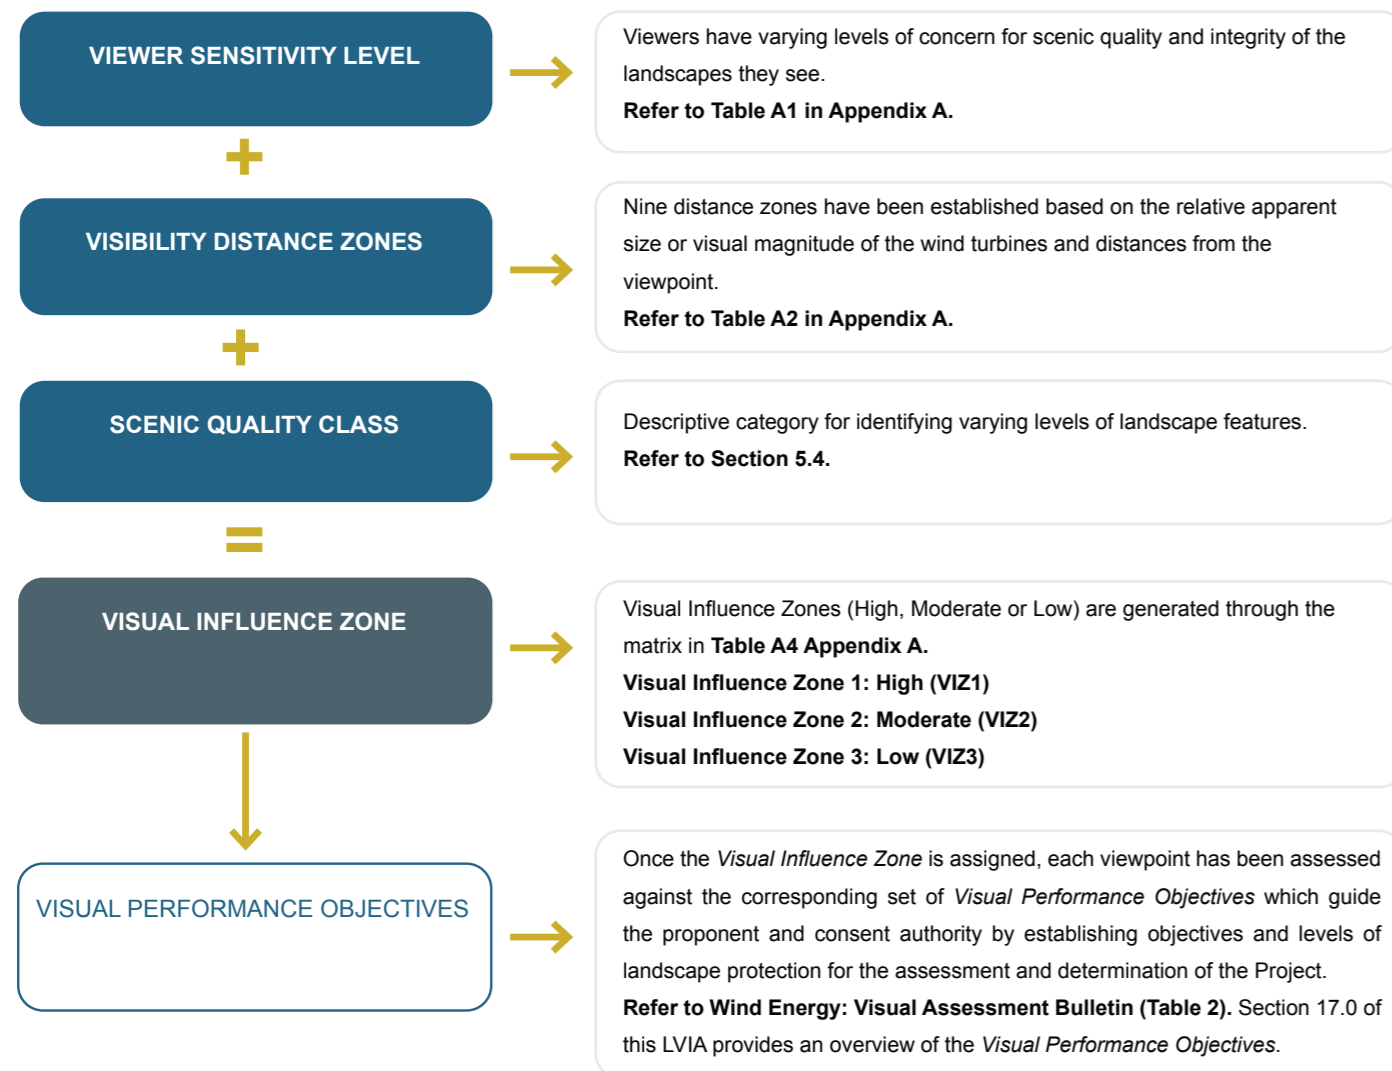 VIEWER SENSITIVITY LEVEL
Viewers have varying levels of concern for scenic quality and integrity of the
landscapes they see.
Refer to Table A1 in Appendix A.
+
VISIBILITY DISTANCE ZONES
Nine distance zones have been established based on the relative apparent
size or visual magnitude of the wind turbines and distances from the
viewpoint.
Refer to Table A2 in Appendix A.
+
SCENIC QUALITY CLASS
Descriptive category for identifying varying levels of landscape features.
Refer to Section 5.4.
=
VISUAL INFLUENCE ZONE
Visual Influence Zones (High, Moderate or Low) are generated through the
matrix in Table A4 Appendix A.
Visual Influence Zone 1: High (VIZ1)
Visual Influence Zone 2: Moderate (VIZ2)
Visual Influence Zone 3: Low (VIZ3)
VISUAL PERFORMANCE OBJECTIVES
Once the Visual Influence Zone is assigned, each viewpoint has been assessed
against the corresponding set of Visual Performance Objectives which guide
the proponent and consent authority by establishing objectives and levels of
landscape protection for the assessment and determination of the Project.
Refer to Wind Energy: Visual Assessment Bulletin (Table 2). Section 17.0 of
this LVIA provides an overview of the Visual Performance Objectives.